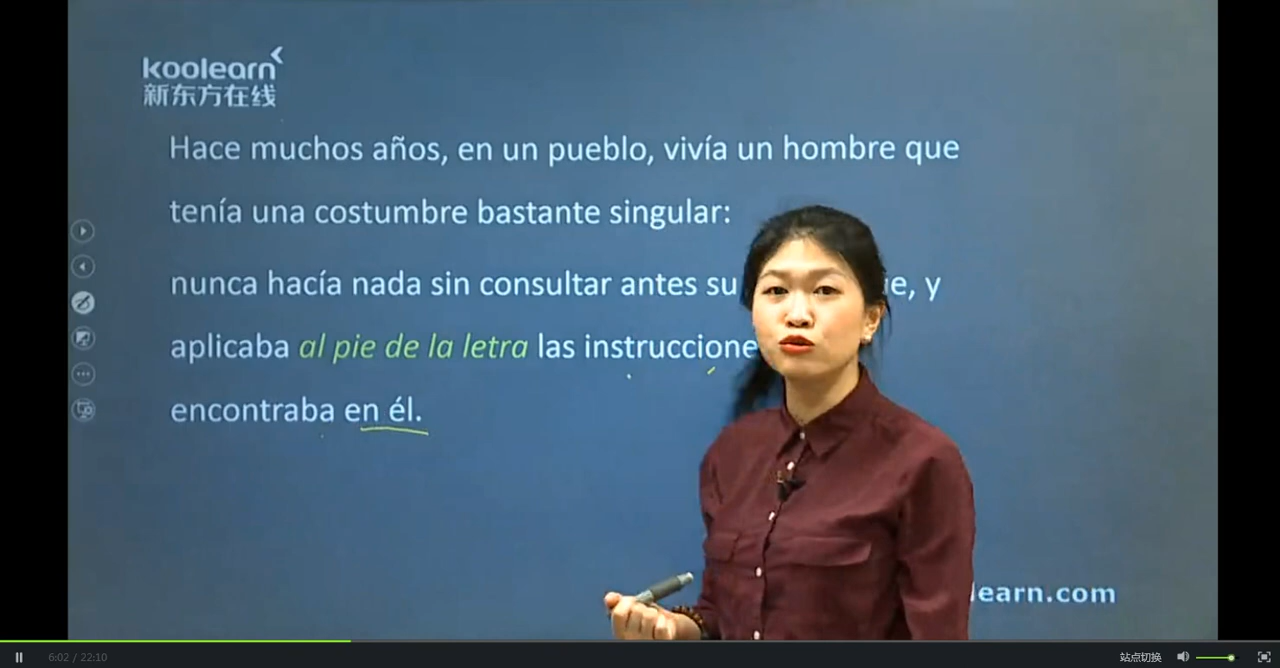 koolearn
新东方在线
Hace muchos años, en un pueblo, vivía un hombre que
tenía una costumbre bastante singular:
nunca hacía nada sin consultar antes su e, y
aplicaba al pie de la letra las instruccione
encontraba en él.
learn.com
6:02 / 22:10
站点切换